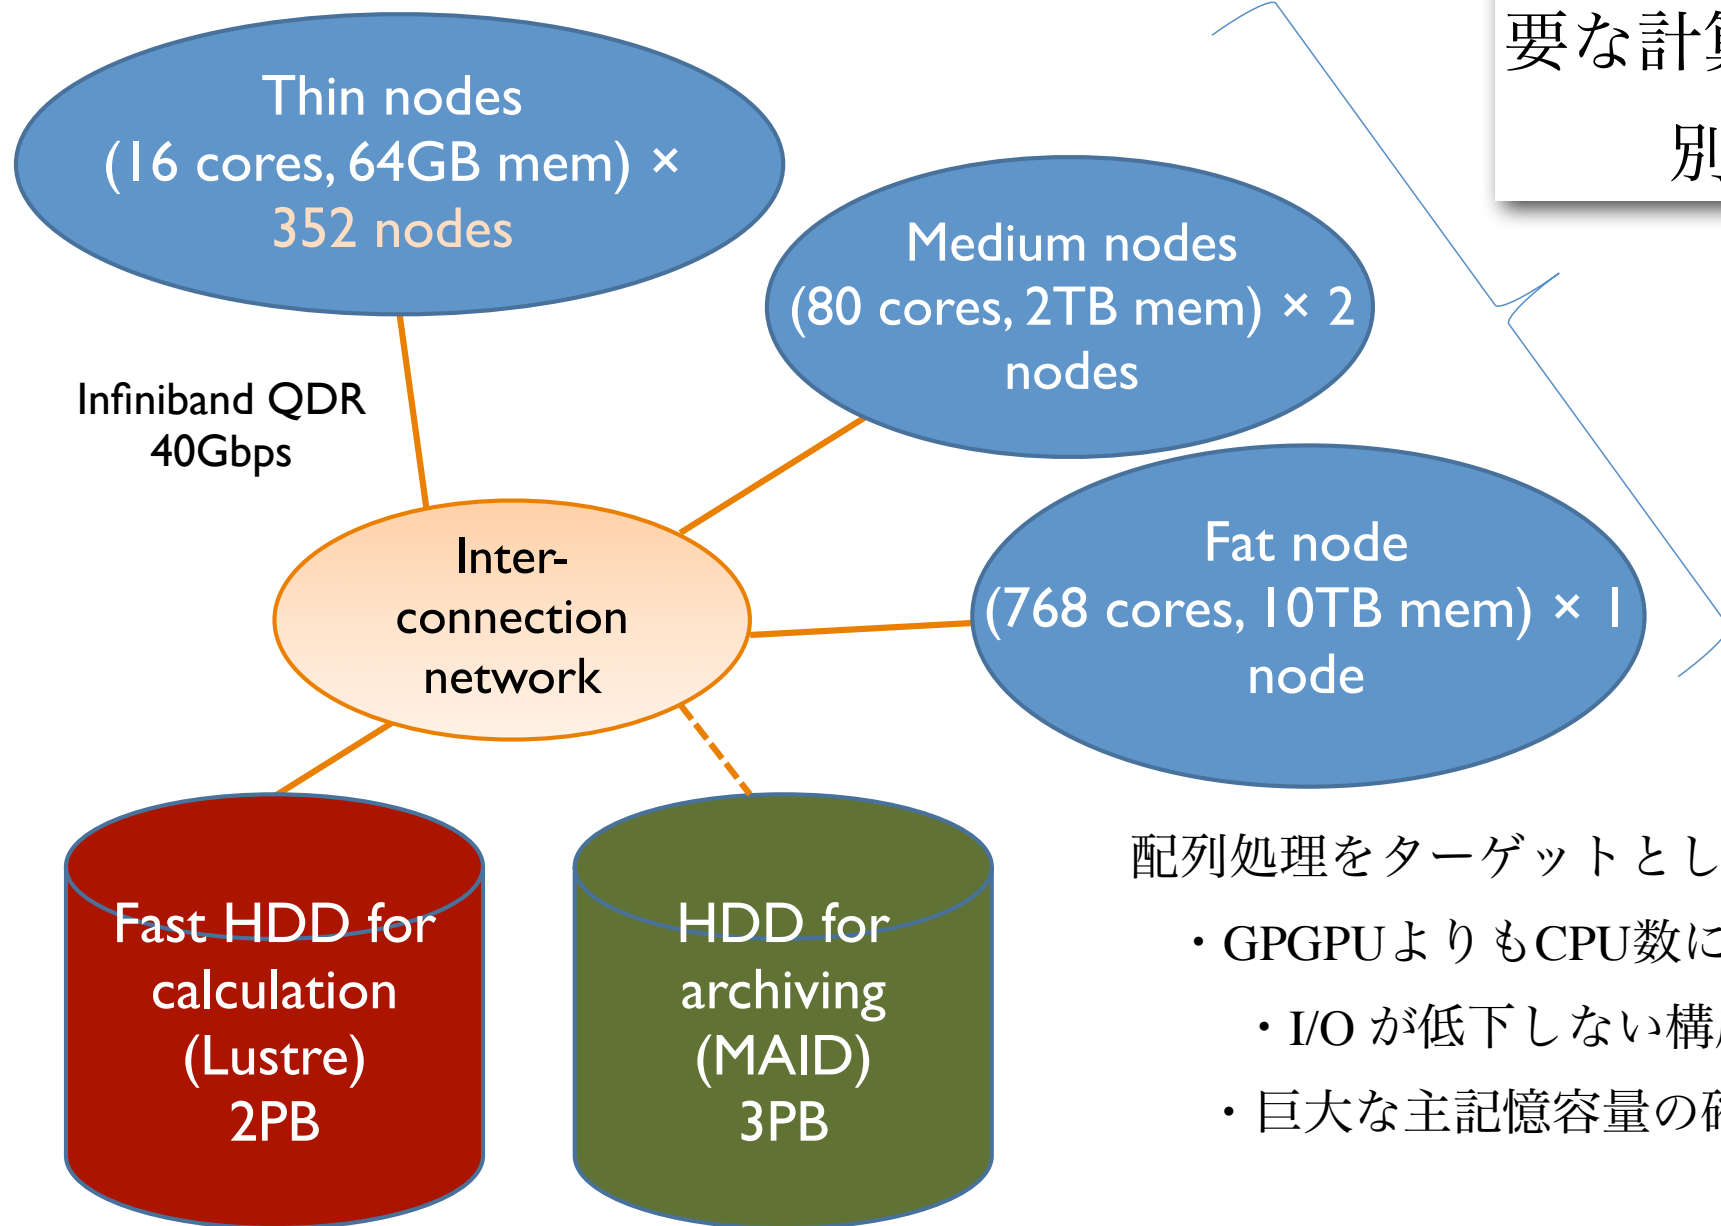 要な計
別
Thin nodes
(16 cores, 64GB mem) ×
352 nodes
Medium nodes
(80 cores, 2TB mem) × 2
nodes
Infiniband QDR
40Gbps
Fat node
(768 cores, 10TB mem) × 1
node
Inter-
connection
network
Fast HDD for
calculation
(Lustre)
2PB
HDD for
archiving
(MAID)
3PB
配列処理をターゲットとし
・GPGPUよりもCPU数に
・I/O が低下しない構
・巨大な主記憶容量の